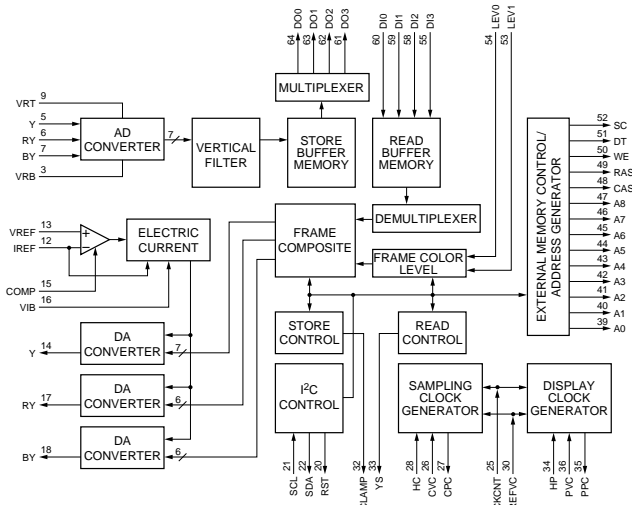 64 DO0
63 DO1
62 DO2
61 DO3
60 DI0
59 DI1
58 DI2
55 DI3
54 LEV0
53 LEV1
MULTIPLEXER
VRT 9
Y 5
RY 6
BY 7
VRB 3
AD CONVERTER
7
VERTICAL FILTER
STORE BUFFER MEMORY
READ BUFFER MEMORY
DEMULTIPLEXER
FRAME COMPOSITE
FRAME COLOR LEVEL
EXTERNAL MEMORY CONTROL/
ADDRESS GENERATOR
52 SC
51 DT
50 WE
49 RAS
48 CAS
47 A8
46 A7
45 A6
44 A5
43 A4
42 A3
41 A2
40 A1
39 A0
VREF 13
IREF 12
+
−
ELECTRIC CURRENT
COMP 15
VIB 16
STORE CONTROL
READ CONTROL
Y 14
DA CONVERTER
7
RY 17
DA CONVERTER
6
BY 18
DA CONVERTER
6
I2C CONTROL
SAMPLING CLOCK GENERATOR
DISPLAY CLOCK GENERATOR
21 SCL
22 SDA
20 RST
32 CLAMP
33 YS
28 HC
26 CVC
27 CPC
25 CKCNT
30 REFVC
34 HP
36 PVC
35 PPC